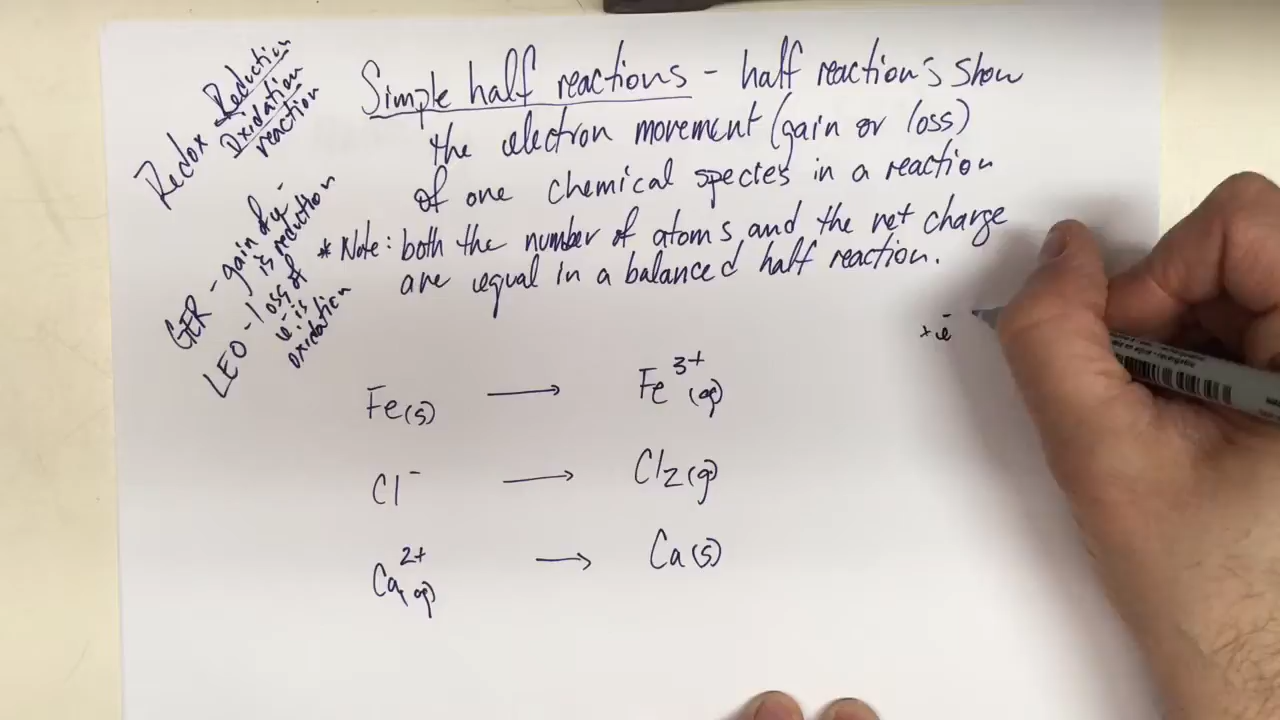 Redox Reduction
Oxidation
reaction
GER - gain of e⁻
is reduction
LEO - loss of
e⁻ is
oxidation
Simple half reactions - half reaction's show
the electron movement (gain or loss)
of one chemical species in a reaction
* Note: both the number of atoms and the net charge
are equal in a balanced half reaction.
+e⁻
Fe(s) → Fe³⁺(aq)
Cl⁻ → Cl₂(g)
Ca²⁺(aq) → Ca(s)